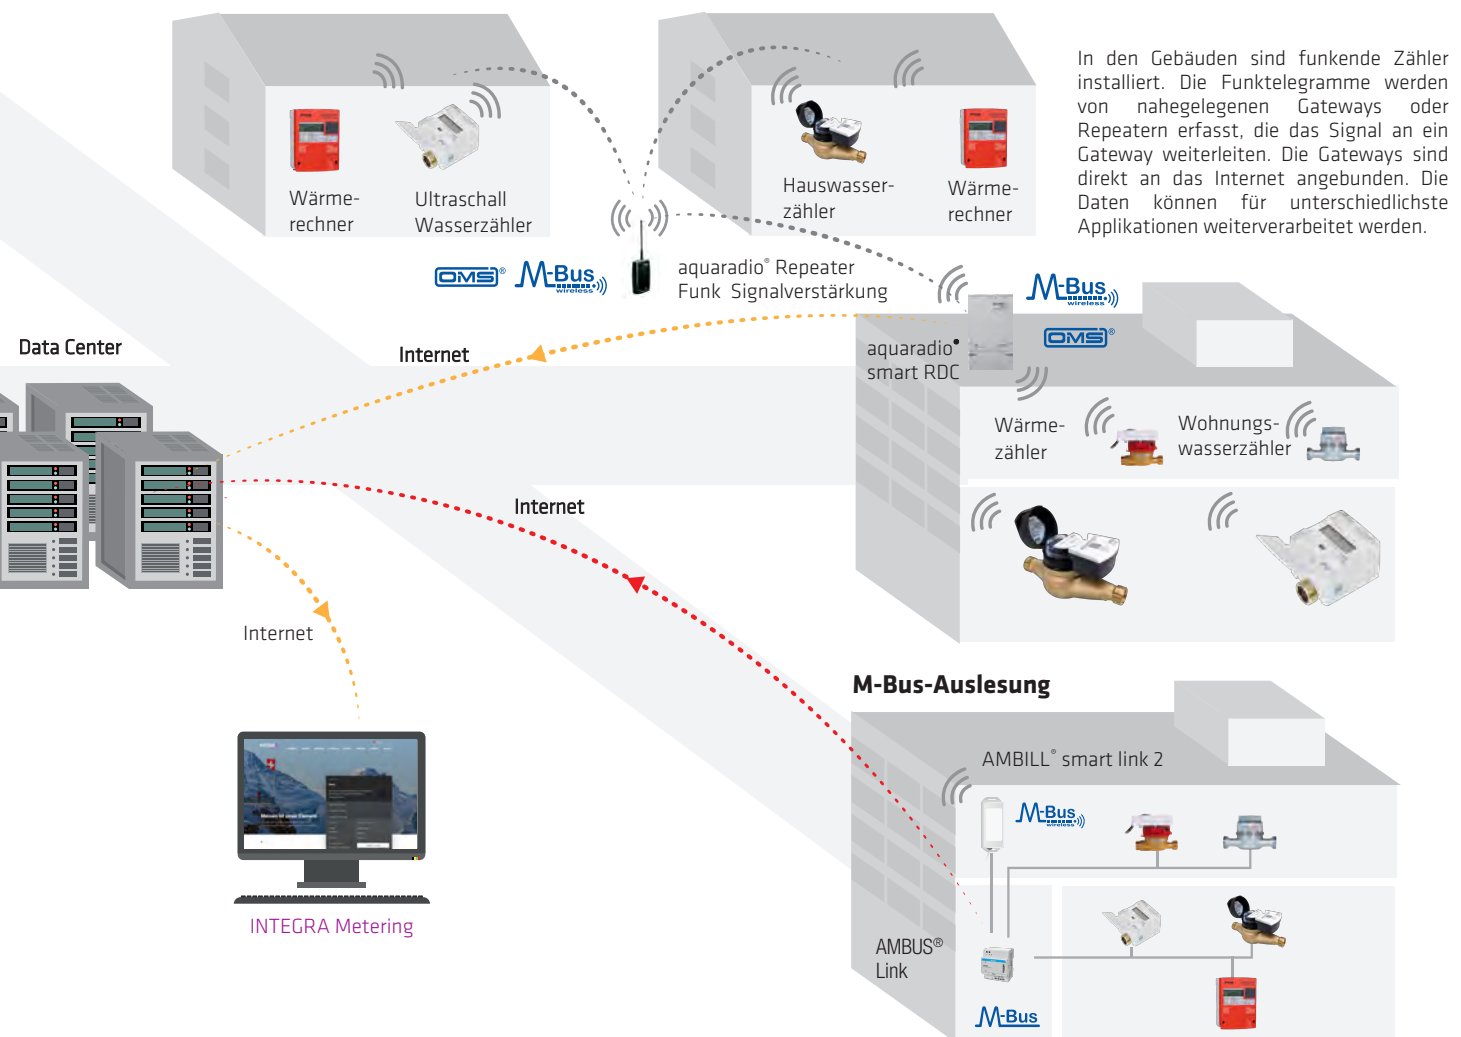 In den Gebäuden sind funkende Zähler
installiert. Die Funktelegramme werden
von nahegelegenen Gateways oder
Repeatern erfasst, die das Signal an ein
Gateway weiterleiten. Die Gateways sind
direkt an das Internet angebunden. Die
Daten können für unterschiedlichste
Applikationen weiterverarbeitet werden.
Wärme-
rechner
Ultraschall
Wasserzähler
Hauswasser-
zähler
Wärme-
rechner
OMS®
M-Bus
wireless
aquaradio® Repeater
Funk Signalverstärkung
M-Bus
wireless
OMS®
aquaradio®
smart RDC
Data Center
Internet
Wärme-
zähler
Wohnungs-
wasserzähler
Internet
Internet
M-Bus-Auslesung
AMBILL® smart link 2
M-Bus
wireless
INTEGRA Metering
AMBUS®
Link
M-Bus